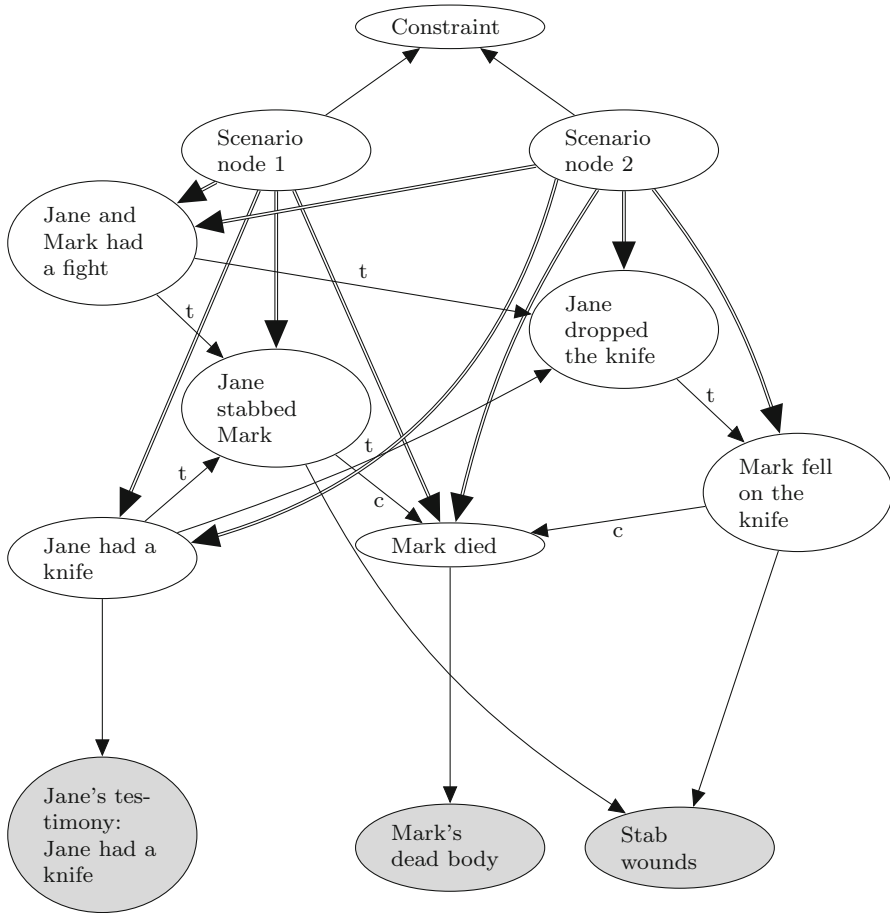 Constraint
Scenario
node 1
Scenario
node 2
Jane and
Mark had
a fight
t
t
Jane
dropped
the knife
Jane
stabbed
Mark
t
t
t
c
Mark fell
on the
knife
Jane had a
knife
Mark died
c
Jane's tes-
timony:
Jane had a
knife
Mark's
dead body
Stab
wounds